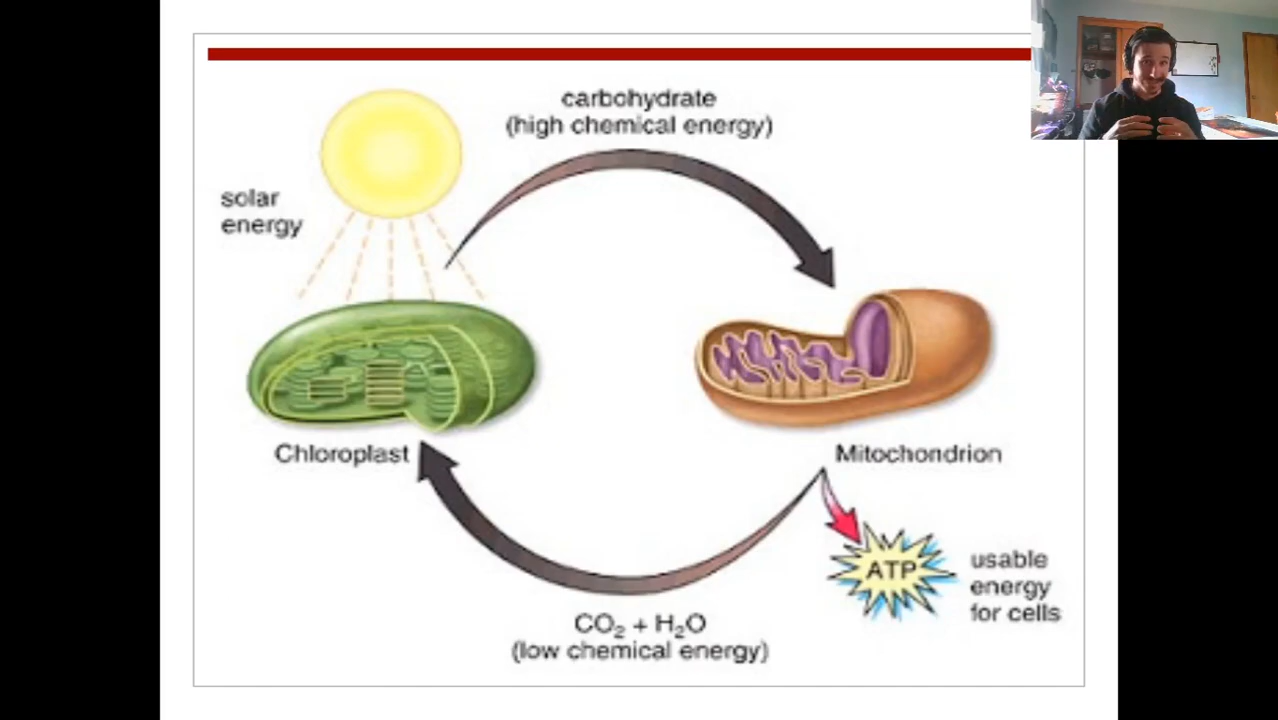 carbohydrate
(high chemical energy)
solar
energy
Chloroplast
Mitochondrion
ATP
usable
energy
for cells
CO₂ + H₂O
(low chemical energy)